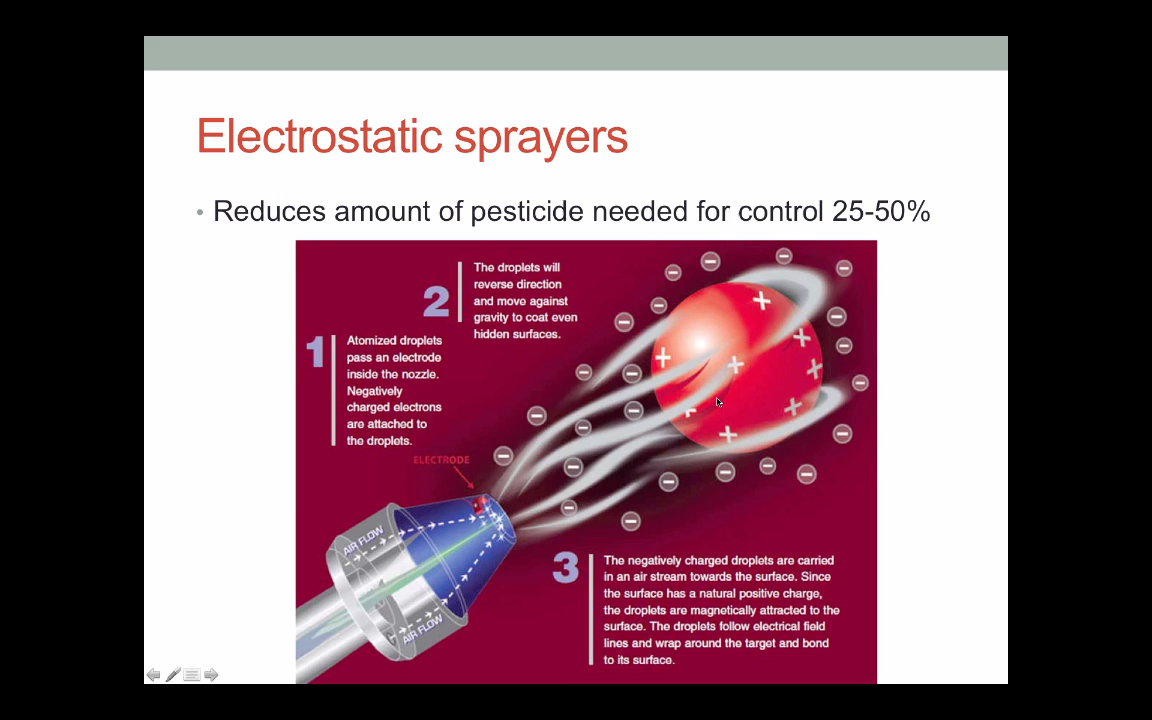 Electrostatic sprayers
• Reduces amount of pesticide needed for control 25-50%
1
Atomized droplets
pass an electrode
inside the nozzle.
Negatively
charged electrons
are attached to
the droplets.
2
The droplets will
reverse direction
and move against
gravity to coat even
hidden surfaces.
ELECTRODE
AIR FLOW
AIR FLOW
3
The negatively charged droplets are carried
in an air stream towards the surface. Since
the surface has a natural positive charge,
the droplets are magnetically attracted to the
surface. The droplets follow electrical field
lines and wrap around the target and bond
to its surface.